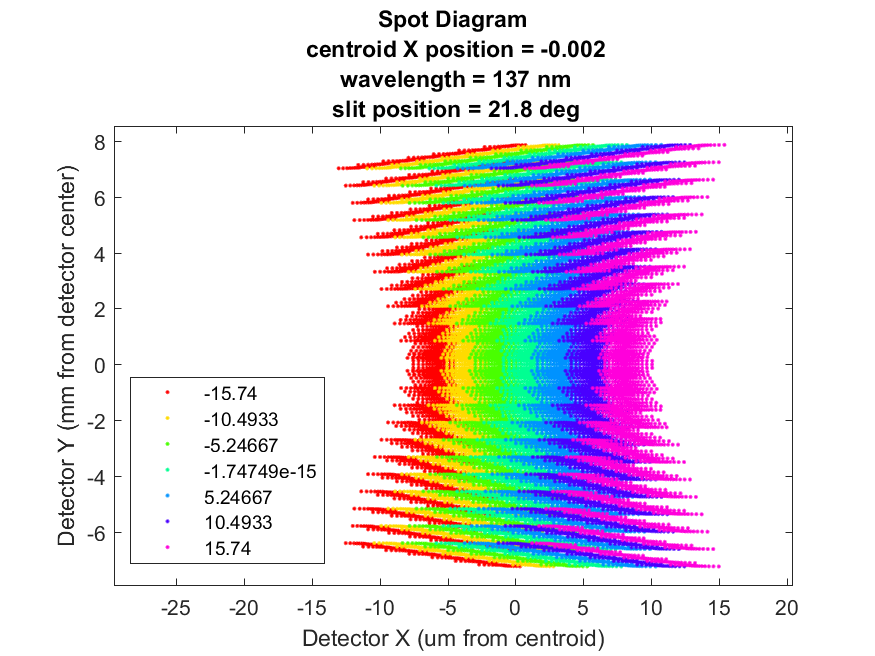 Spot Diagram
centroid X position = -0.002
wavelength = 137 nm
slit position = 21.8 deg
8
6
4
2
0
-2
-4
-6
Detector Y (mm from detector center)
-15.74
-10.4933
-5.24667
-1.74749e-15
5.24667
10.4933
15.74
-25 -20 -15 -10 -5 0 5 10 15 20
Detector X (um from centroid)